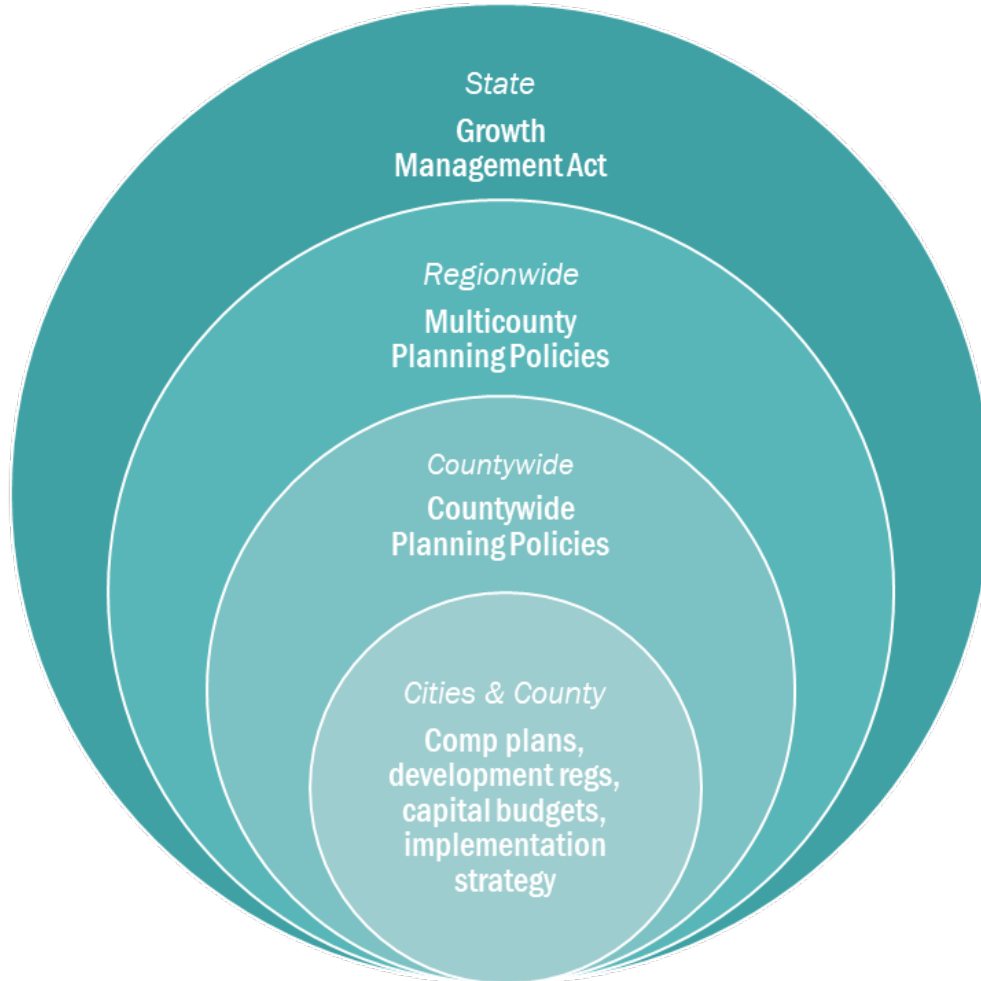 State
Growth
Management Act
Regionwide
Multicounty
Planning Policies
Countywide
Countywide
Planning Policies
Cities & County
Comp plans,
development regs,
capital budgets,
implementation
strategy